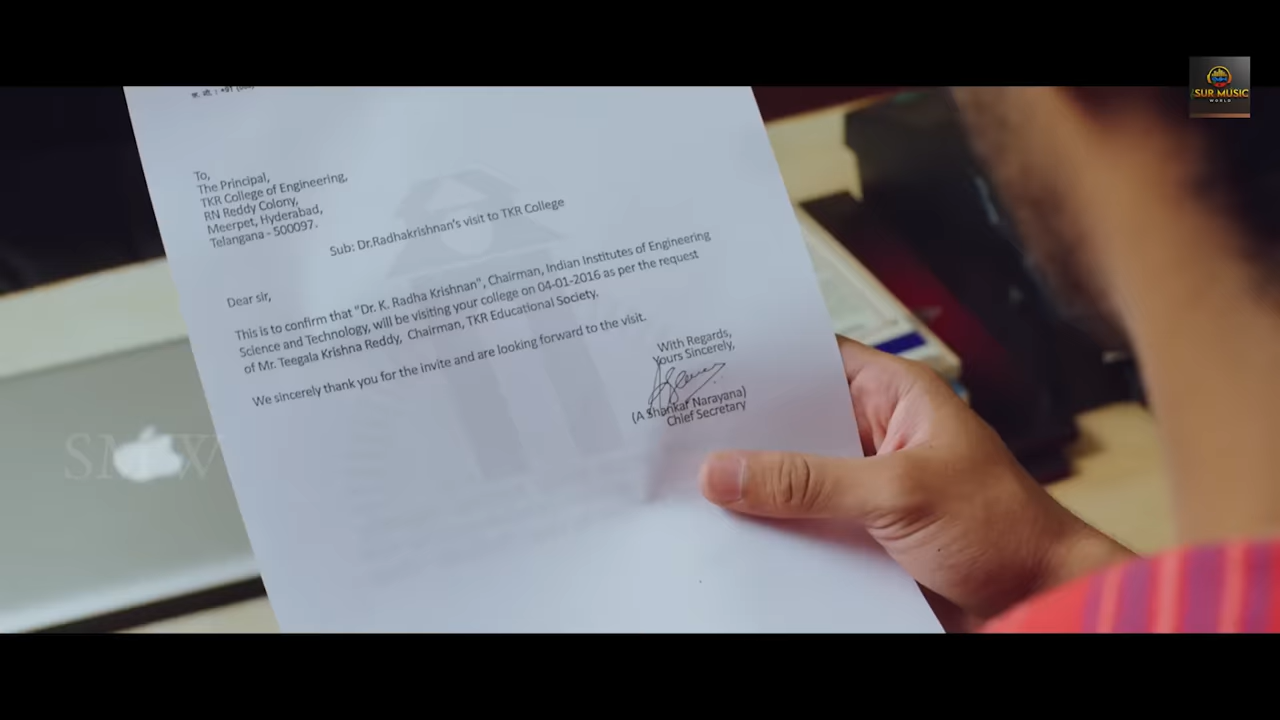 SUR MUSIC
WORLD
To,
The Principal,
TKR College of Engineering,
RN Reddy Colony,
Meerpet, Hyderabad,
Telangana - 500097.
Sub: Dr.Radhakrishnan's visit to TKR College
Dear sir,
This is to confirm that "Dr. K. Radha Krishnan", Chairman, Indian Institutes of Engineering
Science and Technology, will be visiting your college on 04-01-2016 as per the request
of Mr. Teegala Krishna Reddy, Chairman, TKR Educational Society.
We sincerely thank you for the invite and are looking forward to the visit.
With Regards,
Yours Sincerely,
(A Shankar Narayana)
Chief Secretary
SMW